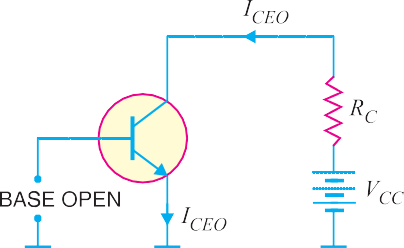 I_CEO
R_C
V_CC
BASE OPEN
I_CEO